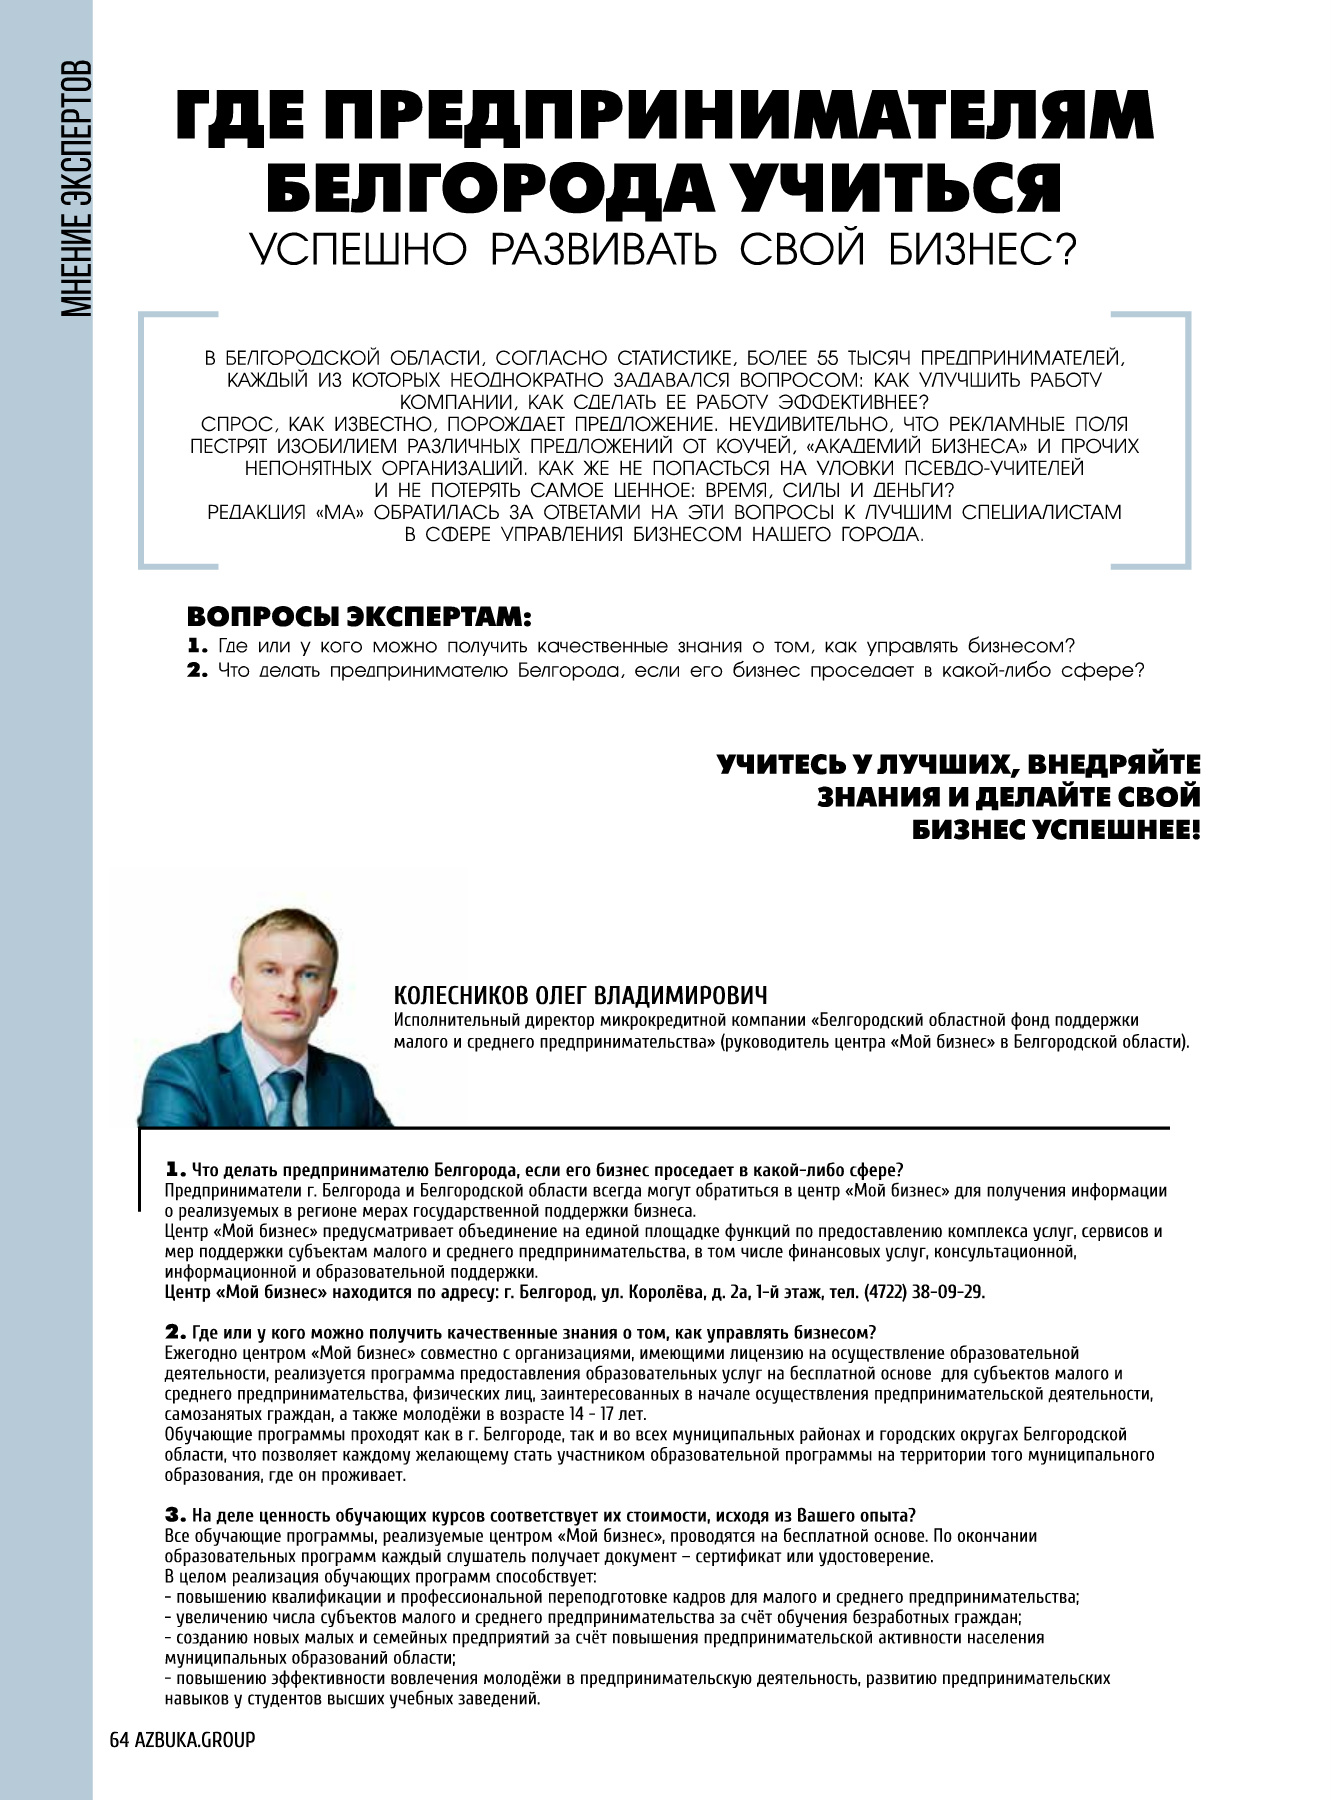 МНЕНИЕ ЭКСПЕРТОВ
ГДЕ ПРЕДПРИНИМАТЕЛЯМ
БЕЛГОРОДА УЧИТЬСЯ
УСПЕШНО РАЗВИВАТЬ СВОЙ БИЗНЕС?
В БЕЛГОРОДСКОЙ ОБЛАСТИ, СОГЛАСНО СТАТИСТИКЕ, БОЛЕЕ 55 ТЫСЯЧ ПРЕДПРИНИМАТЕЛЕЙ,
КАЖДЫЙ ИЗ КОТОРЫХ НЕОДНОКРАТНО ЗАДАВАЛСЯ ВОПРОСОМ: КАК УЛУЧШИТЬ РАБОТУ
КОМПАНИИ, КАК СДЕЛАТЬ ЕЕ РАБОТУ ЭФФЕКТИВНЕЕ?
СПРОС, КАК ИЗВЕСТНО, ПОРОЖДАЕТ ПРЕДЛОЖЕНИЕ. НЕУДИВИТЕЛЬНО, ЧТО РЕКЛАМНЫЕ ПОЛЯ
ПЕСТРЯТ ИЗОБИЛИЕМ РАЗЛИЧНЫХ ПРЕДЛОЖЕНИЙ ОТ КОУЧЕЙ, «АКАДЕМИЙ БИЗНЕСА» И ПРОЧИХ
НЕПОНЯТНЫХ ОРГАНИЗАЦИЙ. КАК ЖЕ НЕ ПОПАСТЬСЯ НА УЛОВКИ ПСЕВДО-УЧИТЕЛЕЙ
И НЕ ПОТЕРЯТЬ САМОЕ ЦЕННОЕ: ВРЕМЯ, СИЛЫ И ДЕНЬГИ?
РЕДАКЦИЯ «МА» ОБРАТИЛАСЬ ЗА ОТВЕТАМИ НА ЭТИ ВОПРОСЫ К ЛУЧШИМ СПЕЦИАЛИСТАМ
В СФЕРЕ УПРАВЛЕНИЯ БИЗНЕСОМ НАШЕГО ГОРОДА.
ВОПРОСЫ ЭКСПЕРТАМ:
1. Где или у кого можно получить качественные знания о том, как управлять бизнесом?
2. Что делать предпринимателю Белгорода, если его бизнес проседает в какой-либо сфере?
УЧИТЕСЬ У ЛУЧШИХ, ВНЕДРЯЙТЕ
ЗНАНИЯ И ДЕЛАЙТЕ СВОЙ
БИЗНЕС УСПЕШНЕЕ!
КОЛЕСНИКОВ ОЛЕГ ВЛАДИМИРОВИЧ
Исполнительный директор микрокредитной компании «Белгородский областной фонд поддержки
малого и среднего предпринимательства» (руководитель центра «Мой бизнес» в Белгородской области).
1. Что делать предпринимателю Белгорода, если его бизнес проседает в какой-либо сфере?
Предприниматели г. Белгорода и Белгородской области всегда могут обратиться в центр «Мой бизнес» для получения информации
о реализуемых в регионе мерах государственной поддержки бизнеса.
Центр «Мой бизнес» предусматривает объединение на единой площадке функций по предоставлению комплекса услуг, сервисов и
мер поддержки субъектам малого и среднего предпринимательства, в том числе финансовых услуг, консультационной,
информационной и образовательной поддержки.
Центр «Мой бизнес» находится по адресу: г. Белгород, ул. Королёва, д. 2а, 1-й этаж, тел. (4722) 38-09-29.
2. Где или у кого можно получить качественные знания о том, как управлять бизнесом?
Ежегодно центром «Мой бизнес» совместно с организациями, имеющими лицензию на осуществление образовательной
деятельности, реализуется программа предоставления образовательных услуг на бесплатной основе для субъектов малого и
среднего предпринимательства, физических лиц, заинтересованных в начале осуществления предпринимательской деятельности,
самозанятых граждан, а также молодёжи в возрасте 14 - 17 лет.
Обучающие программы проходят как в г. Белгороде, так и во всех муниципальных районах и городских округах Белгородской
области, что позволяет каждому желающему стать участником образовательной программы на территории того муниципального
образования, где он проживает.
3. На деле ценность обучающих курсов соответствует их стоимости, исходя из Вашего опыта?
Все обучающие программы, реализуемые центром «Мой бизнес», проводятся на бесплатной основе. По окончании
образовательных программ каждый слушатель получает документ – сертификат или удостоверение.
В целом реализация обучающих программ способствует:
- повышению квалификации и профессиональной переподготовке кадров для малого и среднего предпринимательства;
- увеличению числа субъектов малого и среднего предпринимательства за счёт обучения безработных граждан;
- созданию новых малых и семейных предприятий за счёт повышения предпринимательской активности населения
муниципальных образований области;
- повышению эффективности вовлечения молодёжи в предпринимательскую деятельность, развитию предпринимательских
навыков у студентов высших учебных заведений.
64 AZBUKA.GROUP